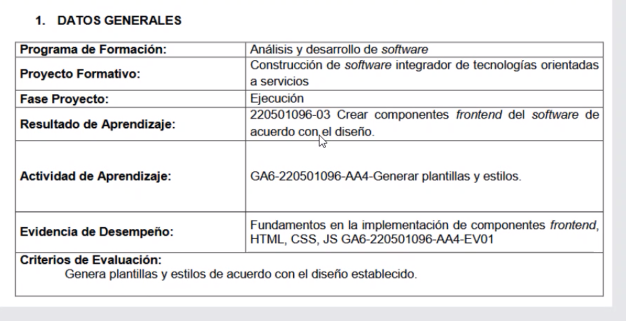 1. DATOS GENERALES
Programa de Formación:
Análisis y desarrollo de software
Proyecto Formativo:
Construcción de software integrador de tecnologías orientadas
a servicios
Fase Proyecto:
Ejecución
Resultado de Aprendizaje:
220501096-03 Crear componentes frontend del software de
acuerdo con el diseño.
Actividad de Aprendizaje:
GA6-220501096-AA4-Generar plantillas y estilos.
Evidencia de Desempeño:
Fundamentos en la implementación de componentes frontend,
HTML, CSS, JS GA6-220501096-AA4-EV01
Criterios de Evaluación:
Genera plantillas y estilos de acuerdo con el diseño establecido.